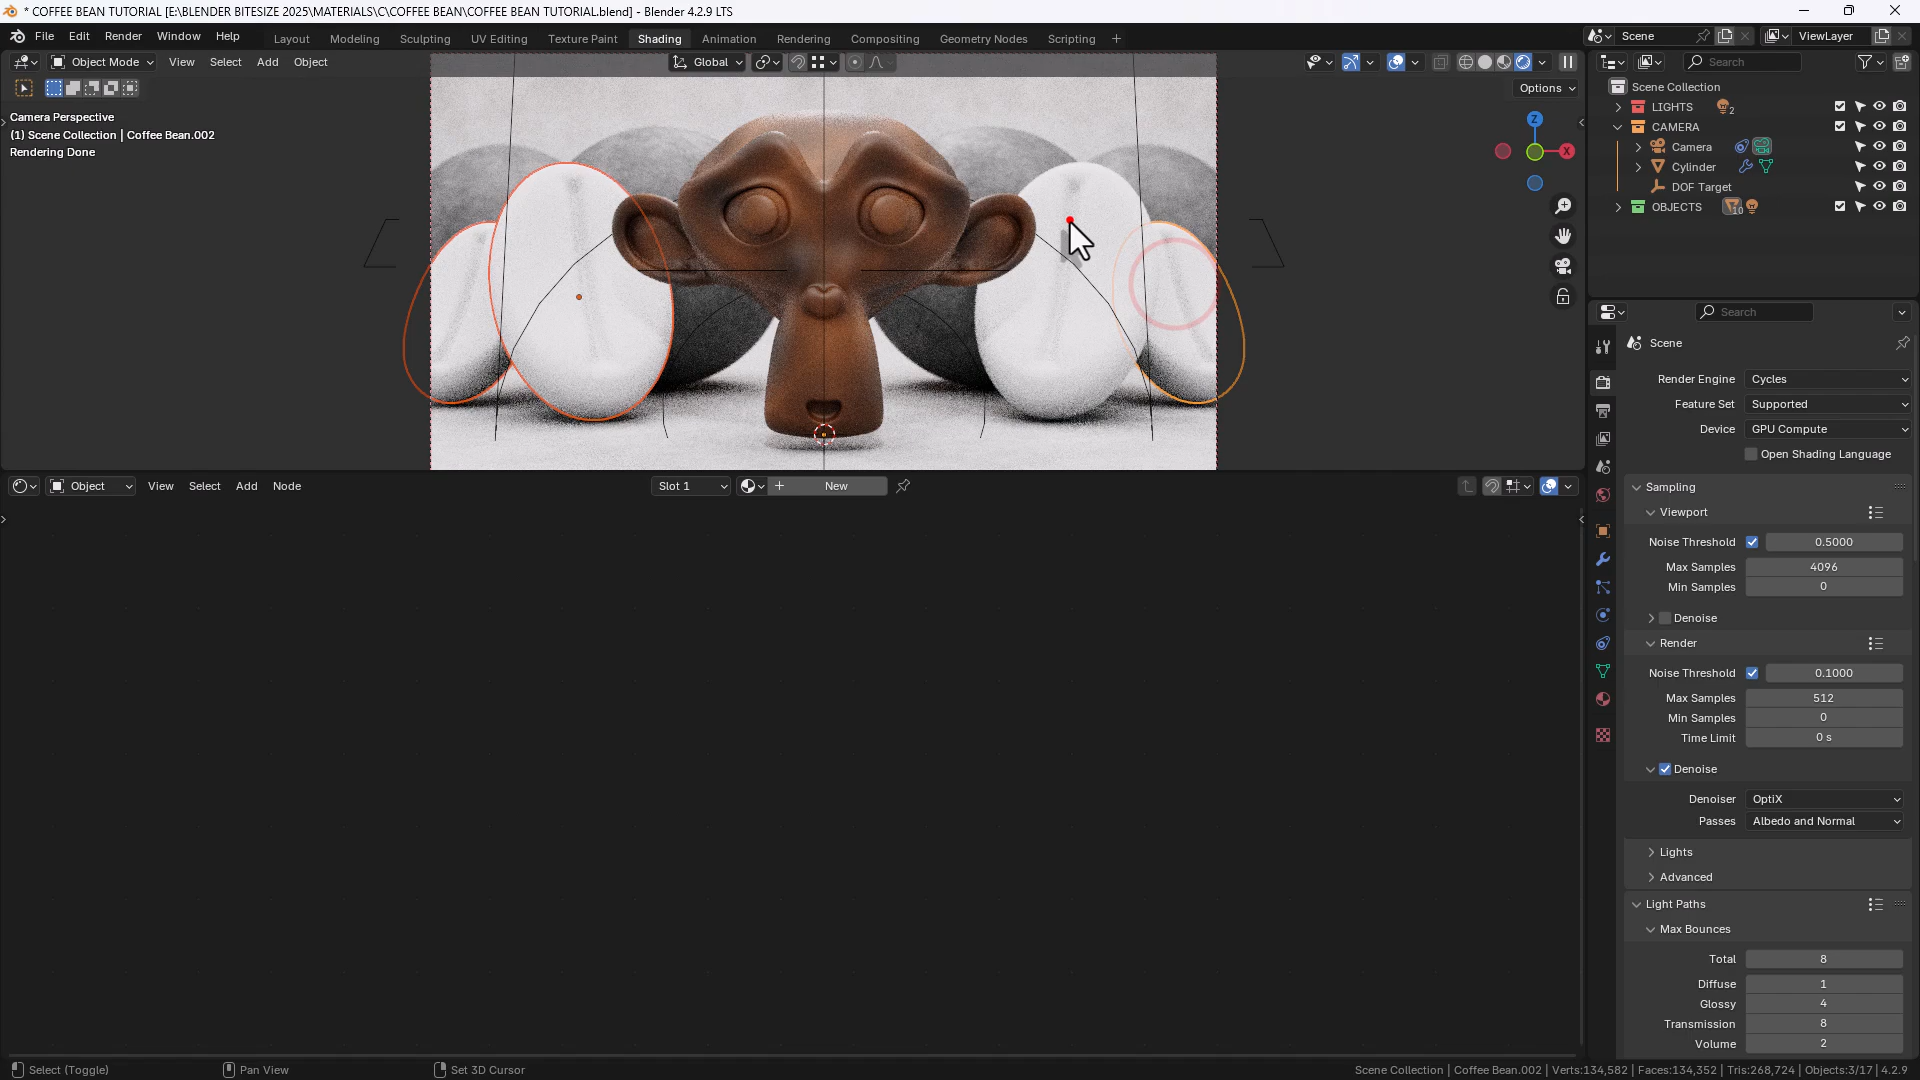 * COFFEE BEAN TUTORIAL [E:\BLENDER BITESIZE 2025\MATERIALS\C\COFFEE BEAN\COFFEE BEAN TUTORIAL.blend] - Blender 4.2.9 LTS
File Edit Render Window Help Layout Modeling Sculpting UV Editing Texture Paint Shading Animation Rendering Compositing Geometry Nodes Scripting + Scene ViewLayer
Object Mode View Select Add Object Global Search
Options
Camera Perspective
(1) Scene Collection | Coffee Bean.002
Rendering Done
Z
X
Scene Collection
LIGHTS 2
CAMERA
Camera
Cylinder
DOF Target
OBJECTS 10
Search
Scene
Render Engine Cycles
Feature Set Supported
Device GPU Compute
Open Shading Language
Object View Select Add Node Slot 1 New
Sampling
Viewport
Noise Threshold 0.5000
Max Samples 4096
Min Samples 0
Denoise
Render
Noise Threshold 0.1000
Max Samples 512
Min Samples 0
Time Limit 0 s
Denoise
Denoiser OptiX
Passes Albedo and Normal
Lights
Advanced
Light Paths
Max Bounces
Total 8
Diffuse 1
Glossy 4
Transmission 8
Volume 2
Select (Toggle) Pan View Set 3D Cursor Scene Collection | Coffee Bean.002 | Verts:134,582 | Faces:134,352 | Tris:268,724 | Objects:3/17 | 4.2.9